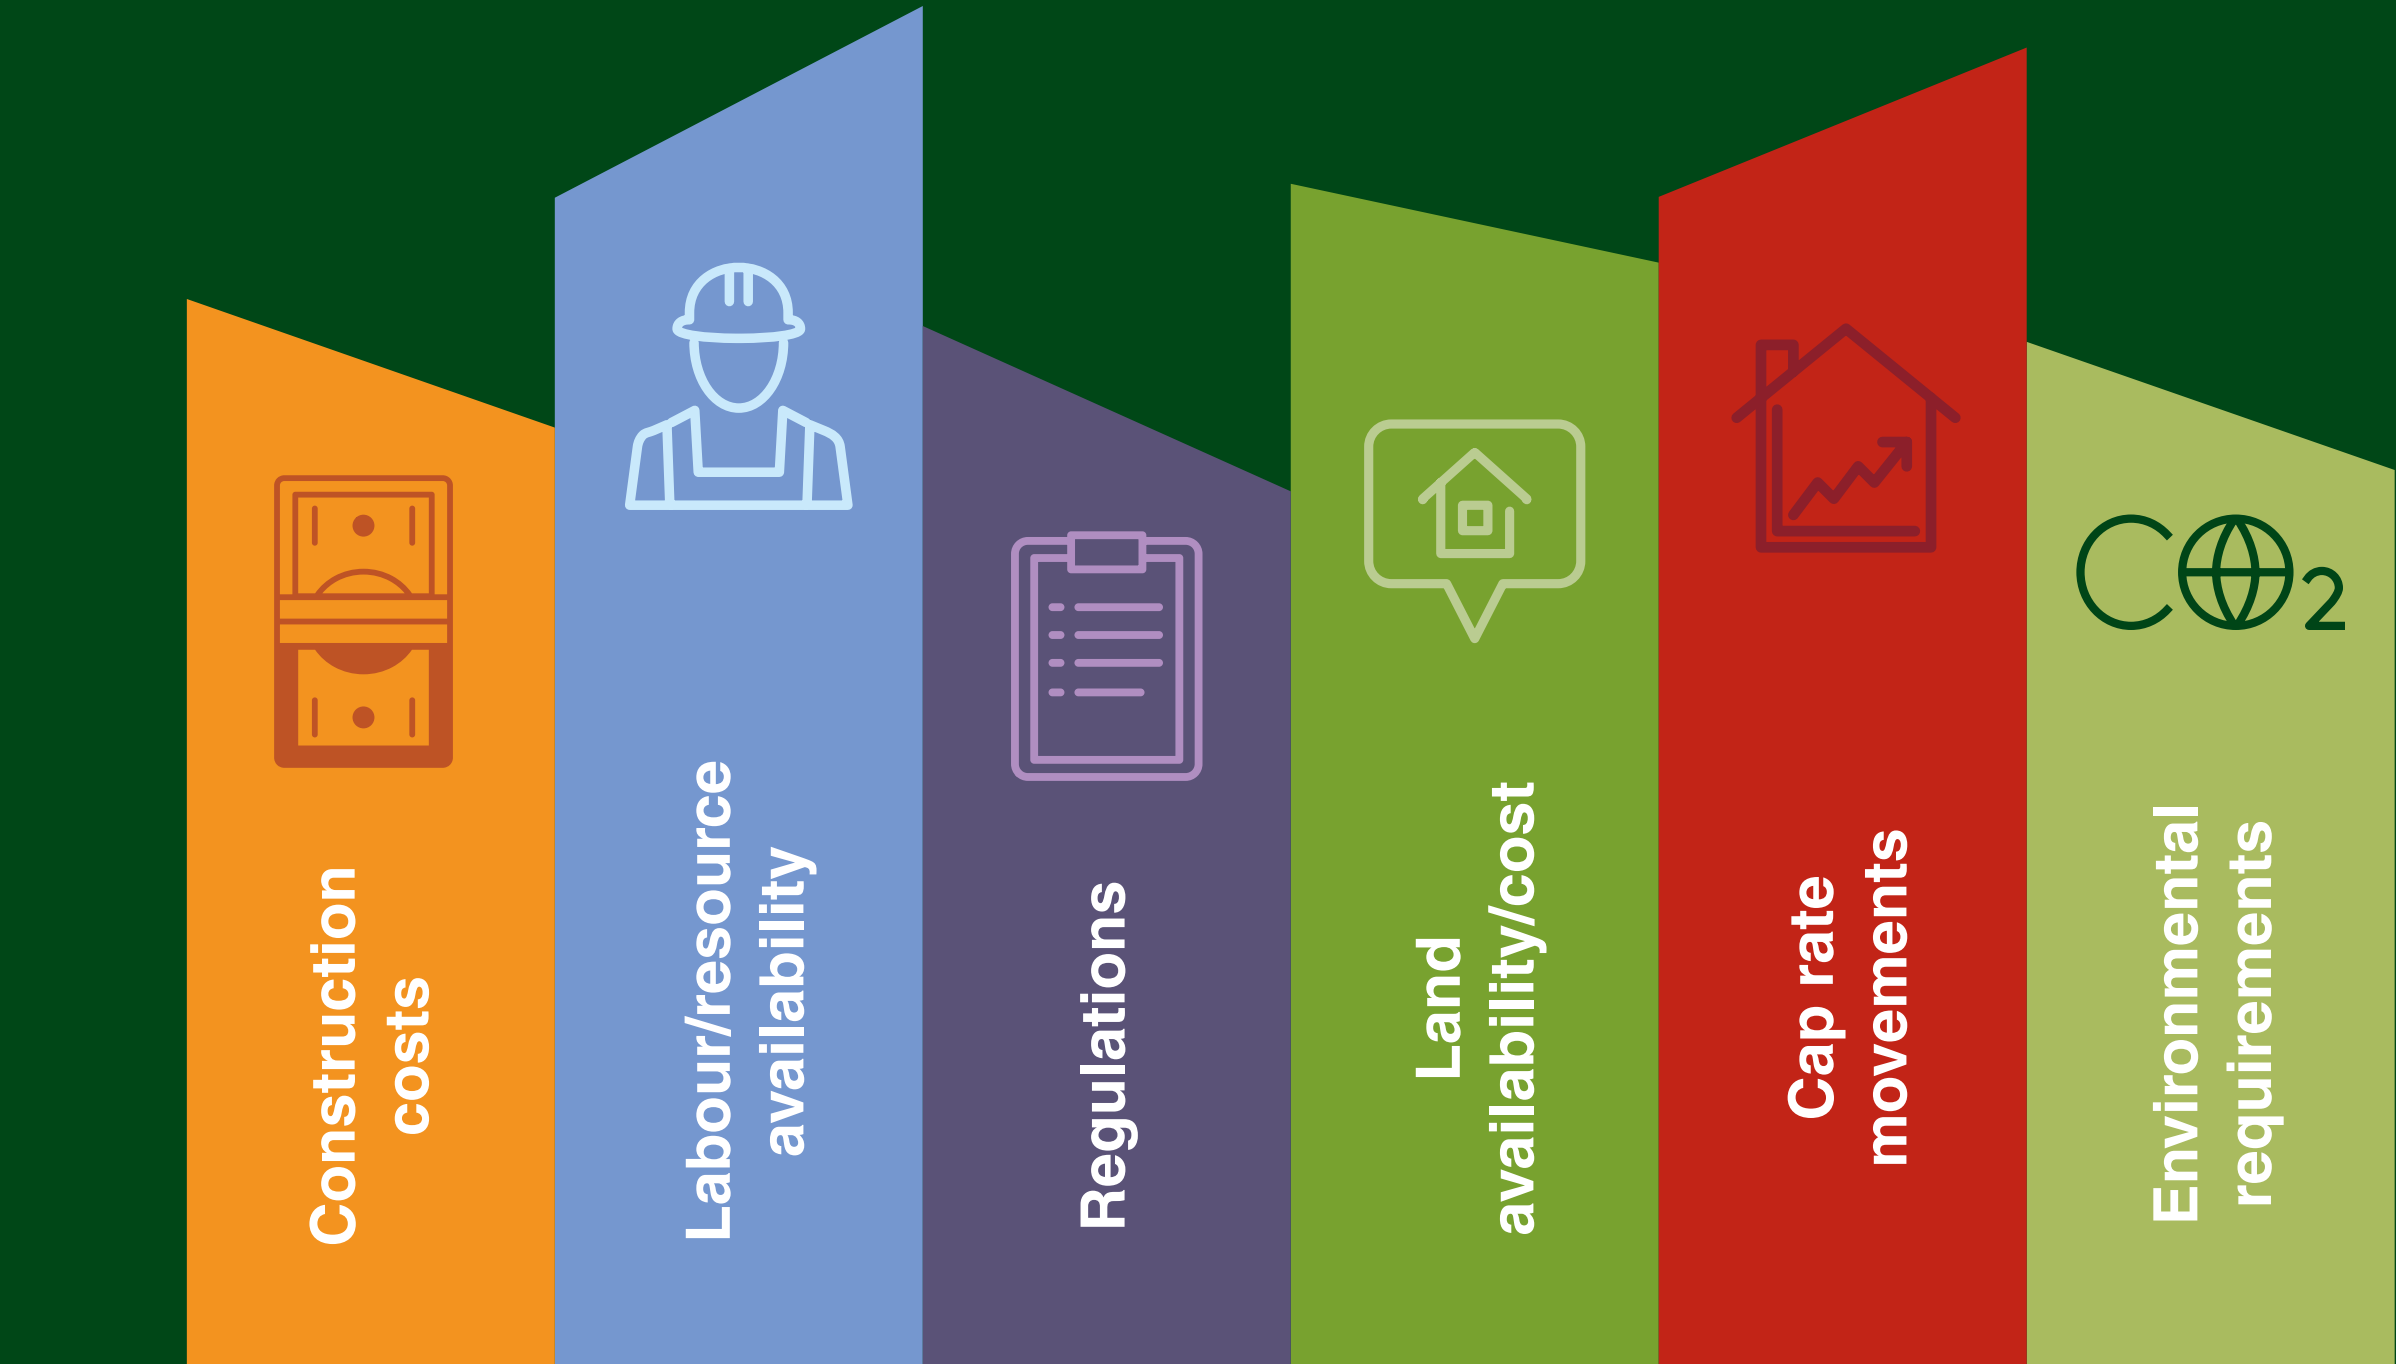 Construction
costs
Labour/resource
availability
Regulations
Land
availability/cost
Cap rate
movements
CO2
Environmental
requirements